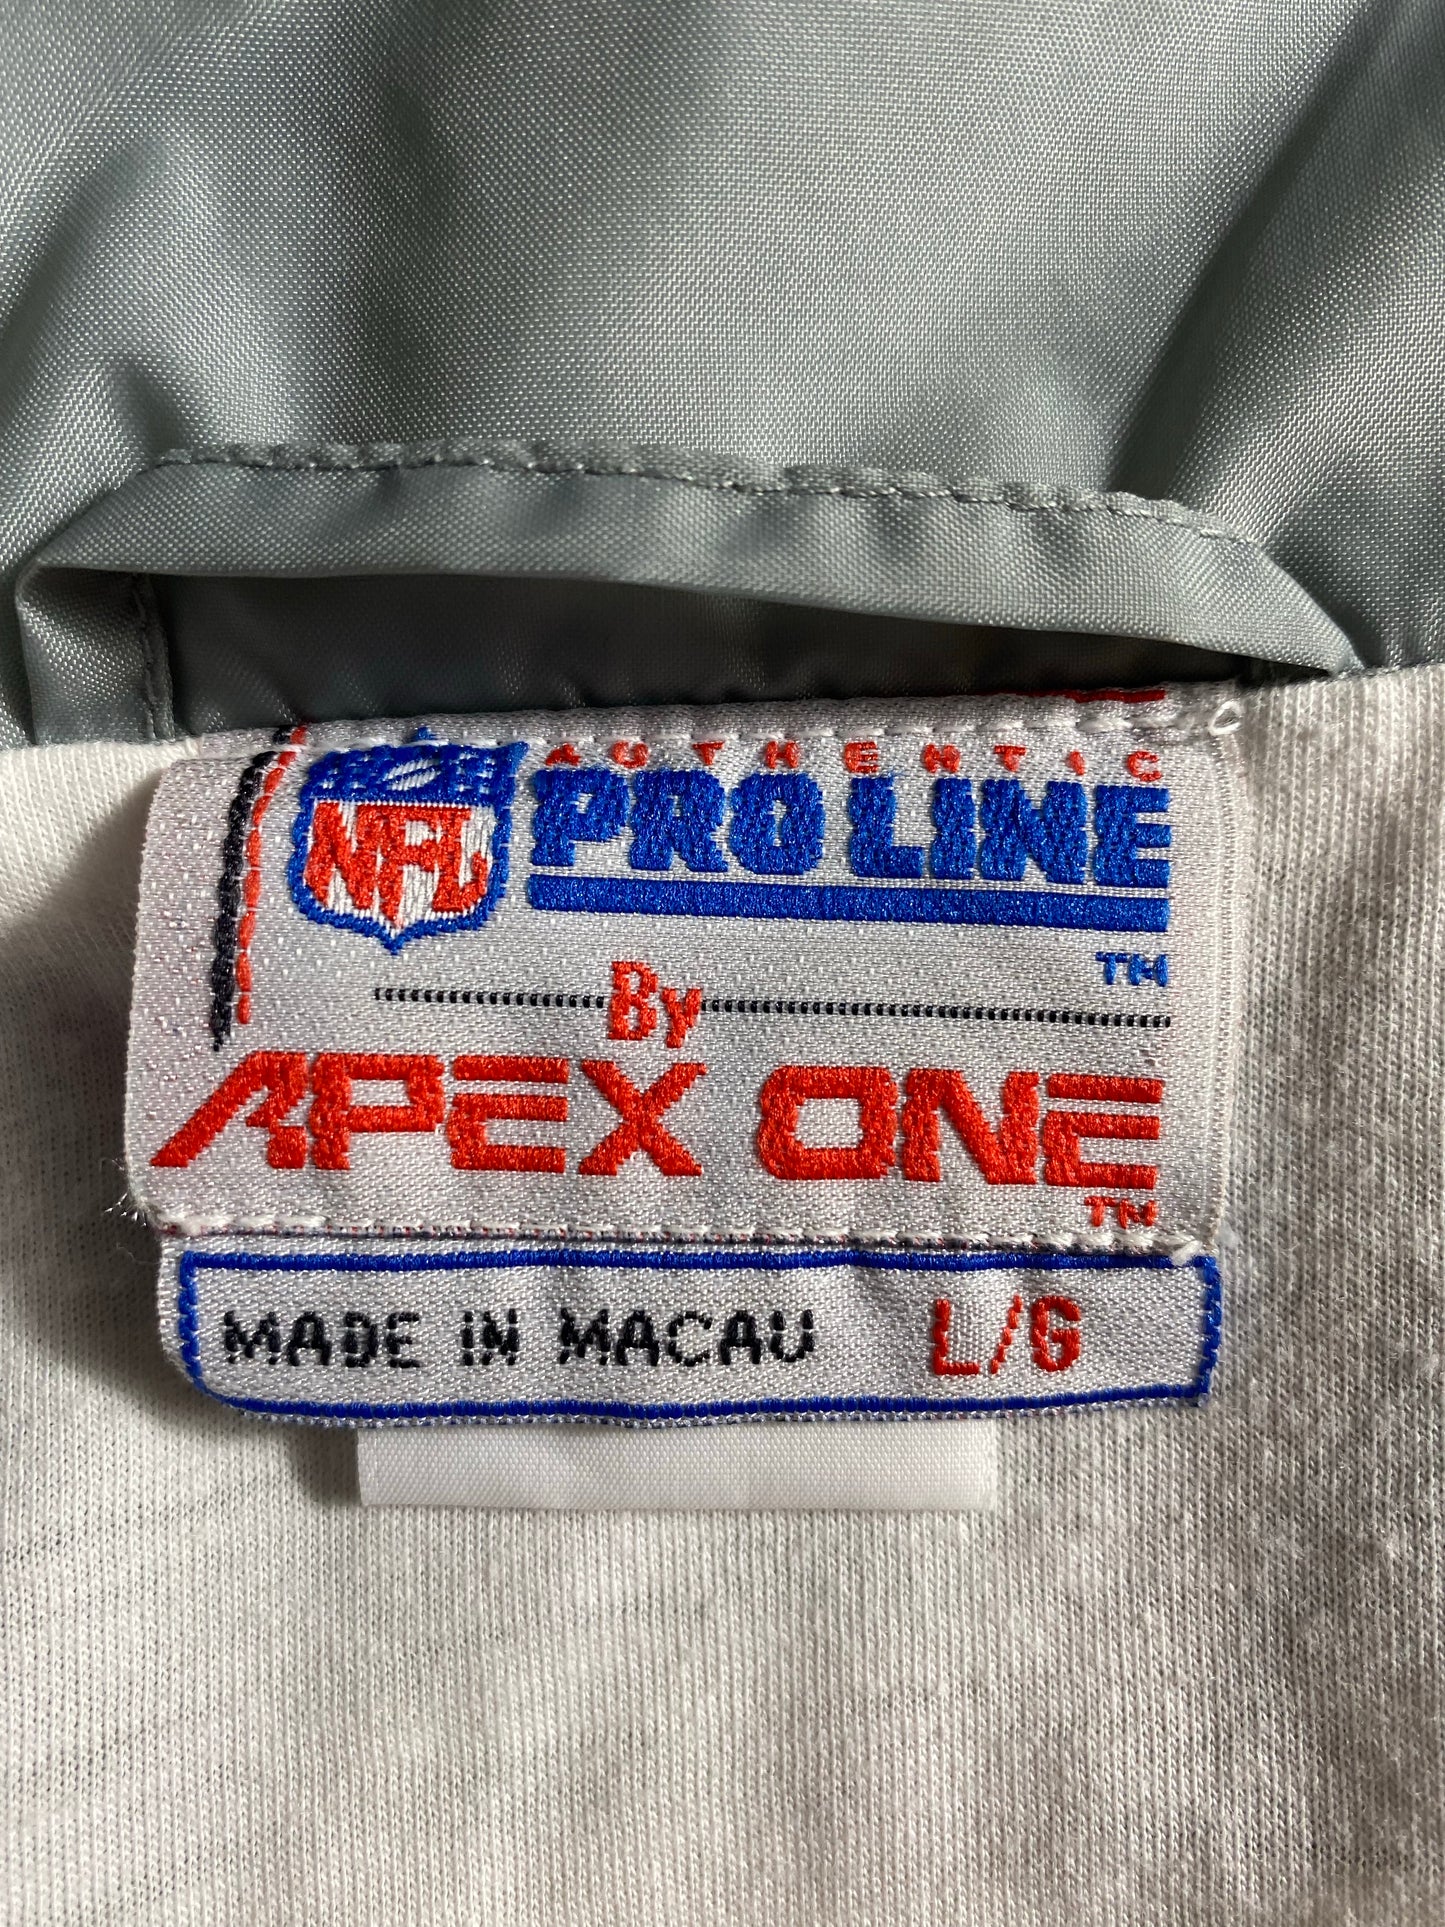 AUTHENTIC
NFL PRO LINE
TM
By
APEX ONE
TM
MADE IN MACAU L/G